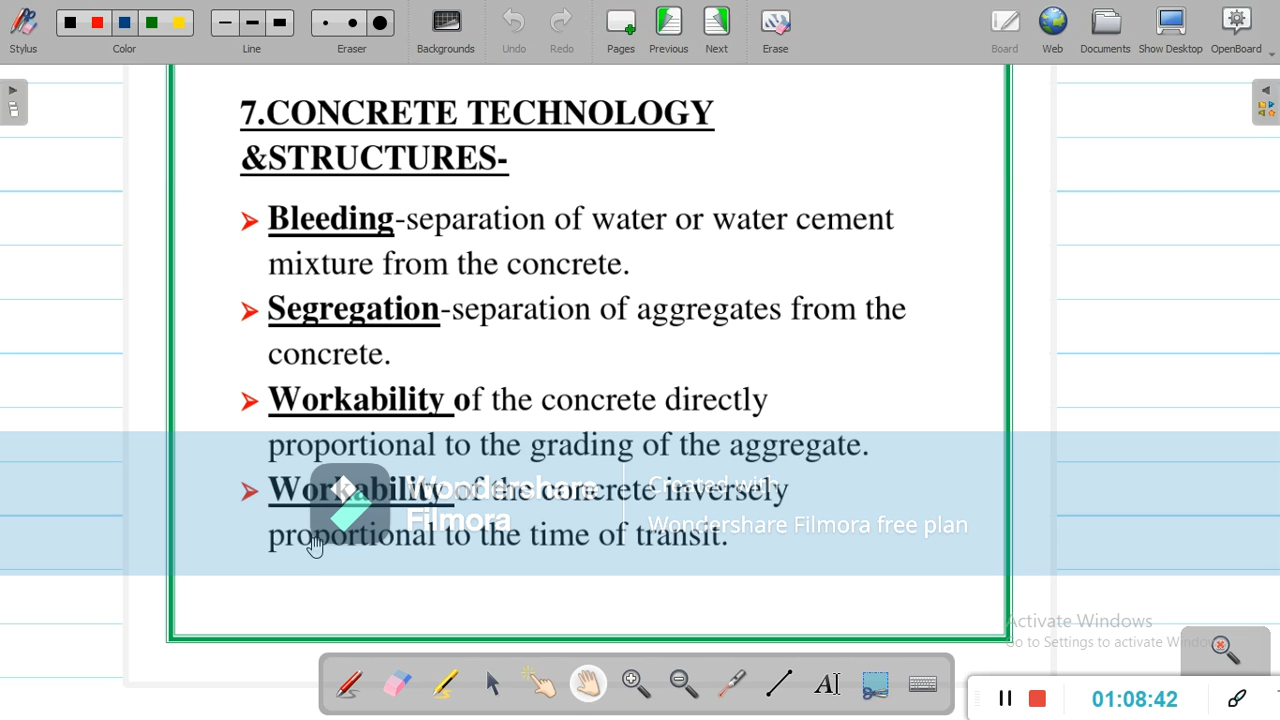 Stylus Color Line Eraser Backgrounds Undo Redo Pages Previous Next Erase Board Web Documents Show Desktop OpenBoard
7.CONCRETE TECHNOLOGY
&STRUCTURES-
➢ Bleeding-separation of water or water cement
mixture from the concrete.
➢ Segregation-separation of aggregates from the
concrete.
➢ Workability of the concrete directly
proportional to the grading of the aggregate.
➢ Workability of the concrete inversely
proportional to the time of transit.
Wondershare
Filmora
Created with
Wondershare Filmora free plan
Activate Windows
Go to Settings to activate Windows
01:08:42